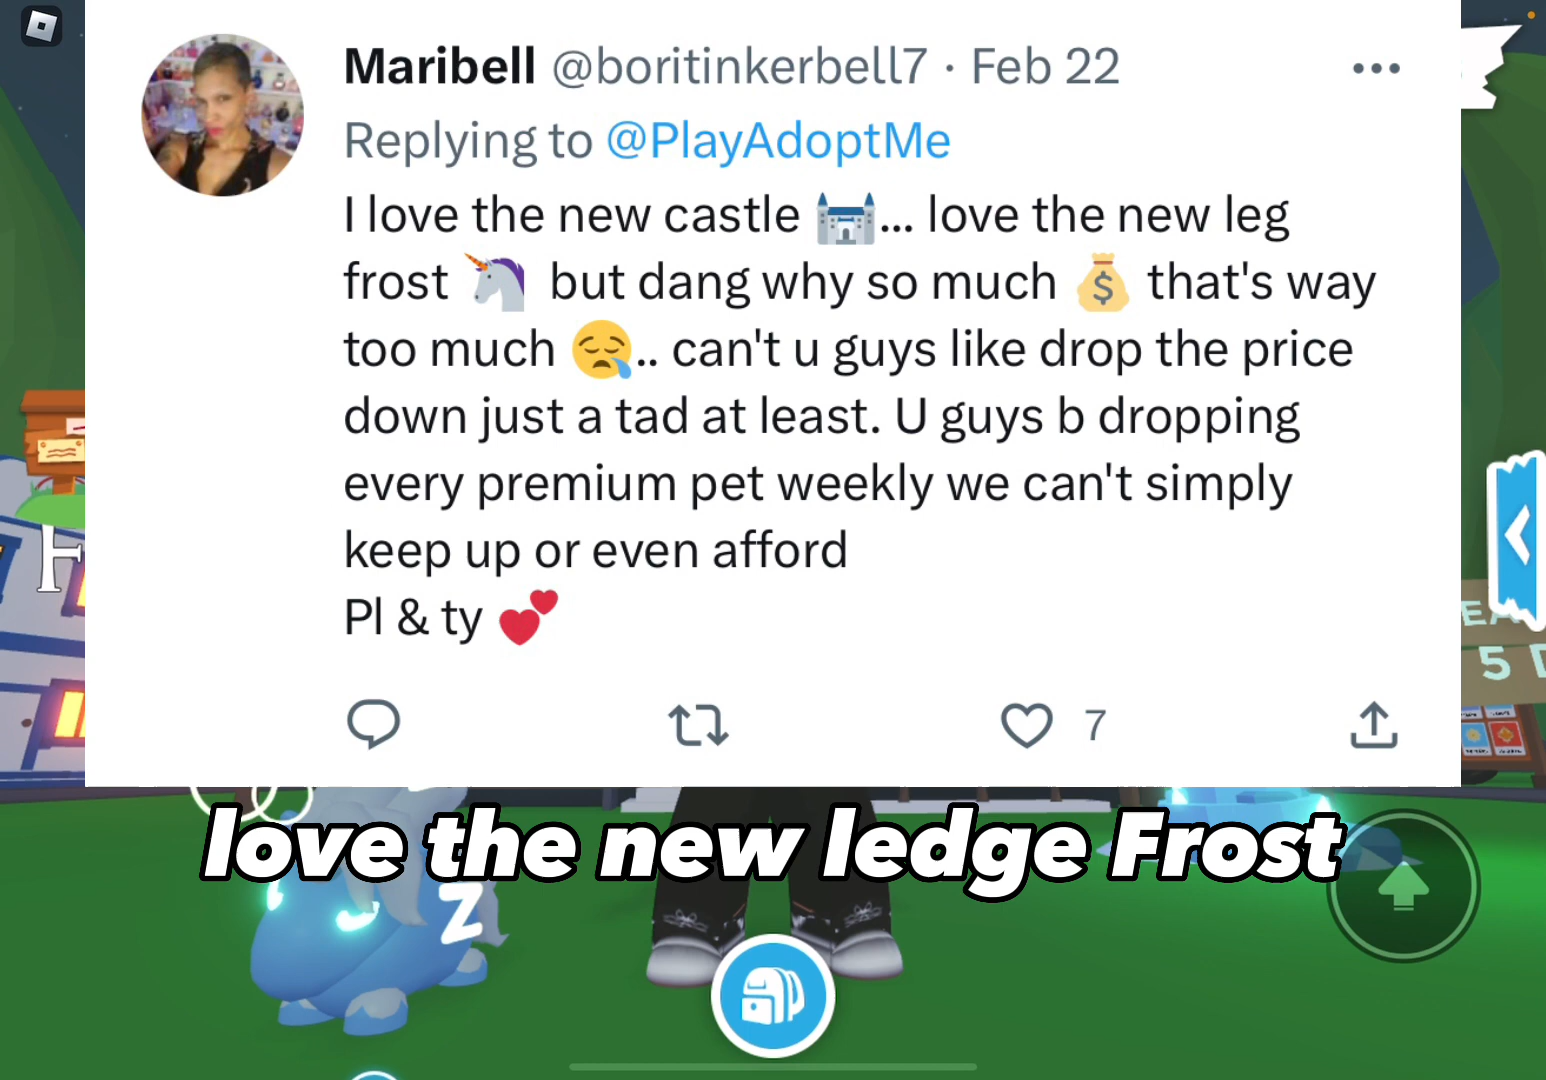 Maribell @boritinkerbell7 · Feb 22
Replying to @PlayAdoptMe
I love the new castle 🏰... love the new leg
frost 🦄 but dang why so much 💰 that's way
too much 😪.. can't u guys like drop the price
down just a tad at least. U guys b dropping
every premium pet weekly we can't simply
keep up or even afford
Pl & ty 💕
7
5
love the new ledge Frost
Z